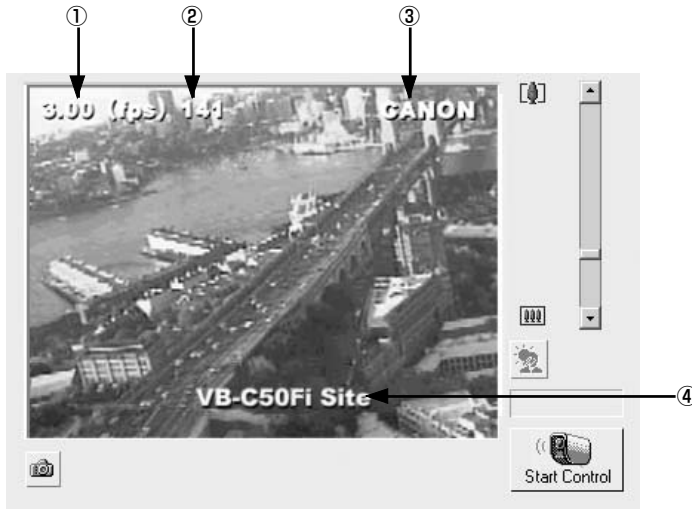 ① ② ③
3.00 (fps) 141 CANON
VB-C50Fi Site
④
Start Control